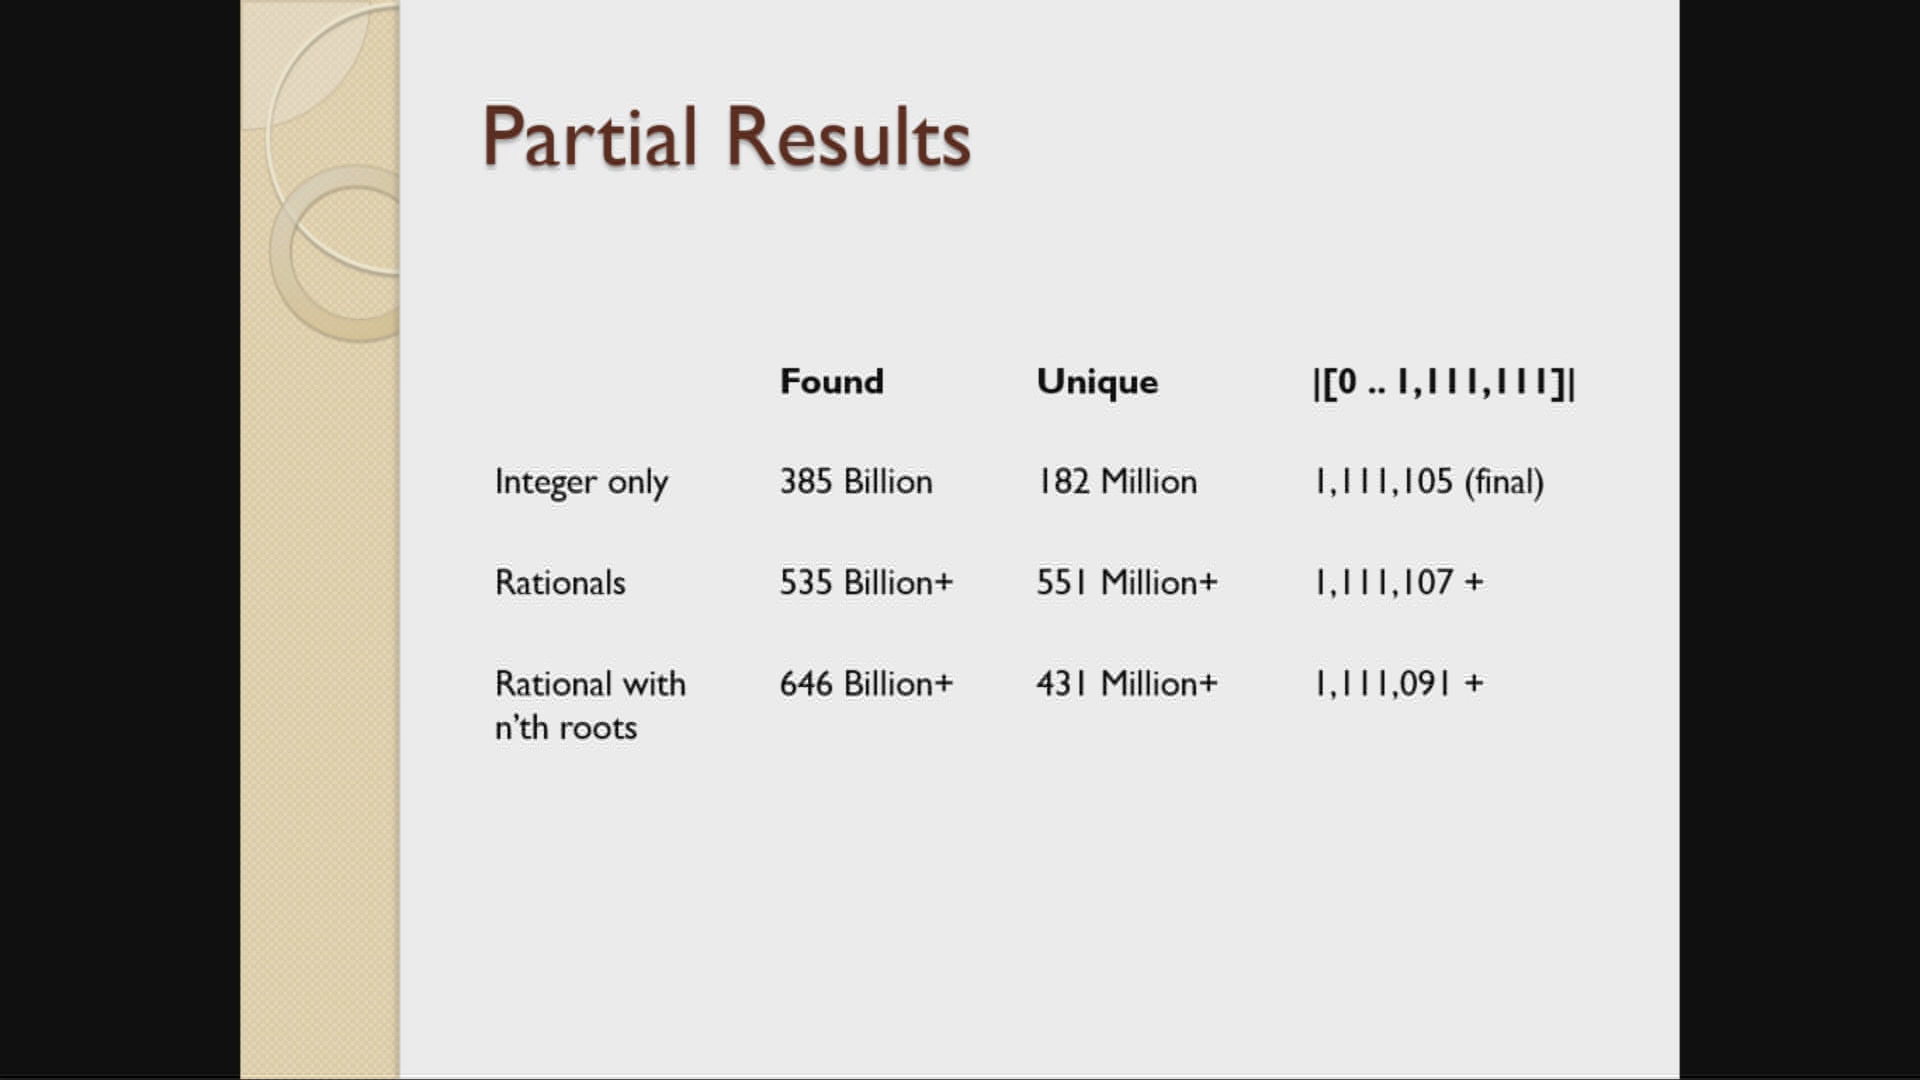 Partial Results
Found Unique |[0 .. 1,111,111]|
Integer only 385 Billion 182 Million 1,111,105 (final)
Rationals 535 Billion+ 551 Million+ 1,111,107 +
Rational with 646 Billion+ 431 Million+ 1,111,091 +
n’th roots